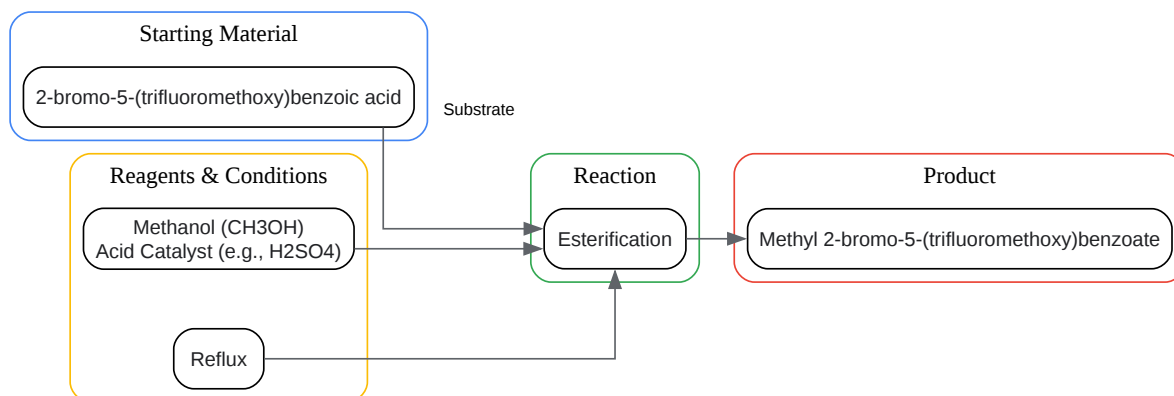 Starting Material
2-bromo-5-(trifluoromethoxy)benzoic acid
Substrate
Reagents & Conditions
Methanol (CH3OH)
Acid Catalyst (e.g., H2SO4)
Reflux
Reaction
Esterification
Product
Methyl 2-bromo-5-(trifluoromethoxy)benzoate